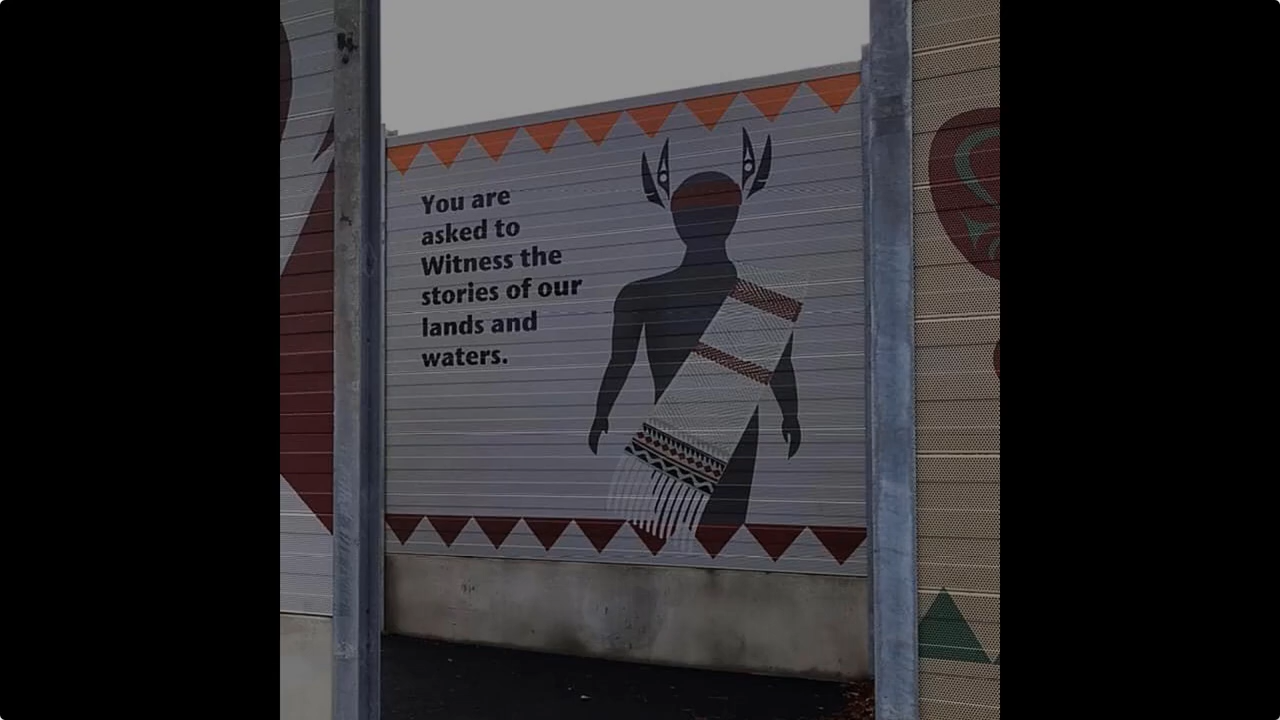 You are
asked to
Witness the
stories of our
lands and
waters.